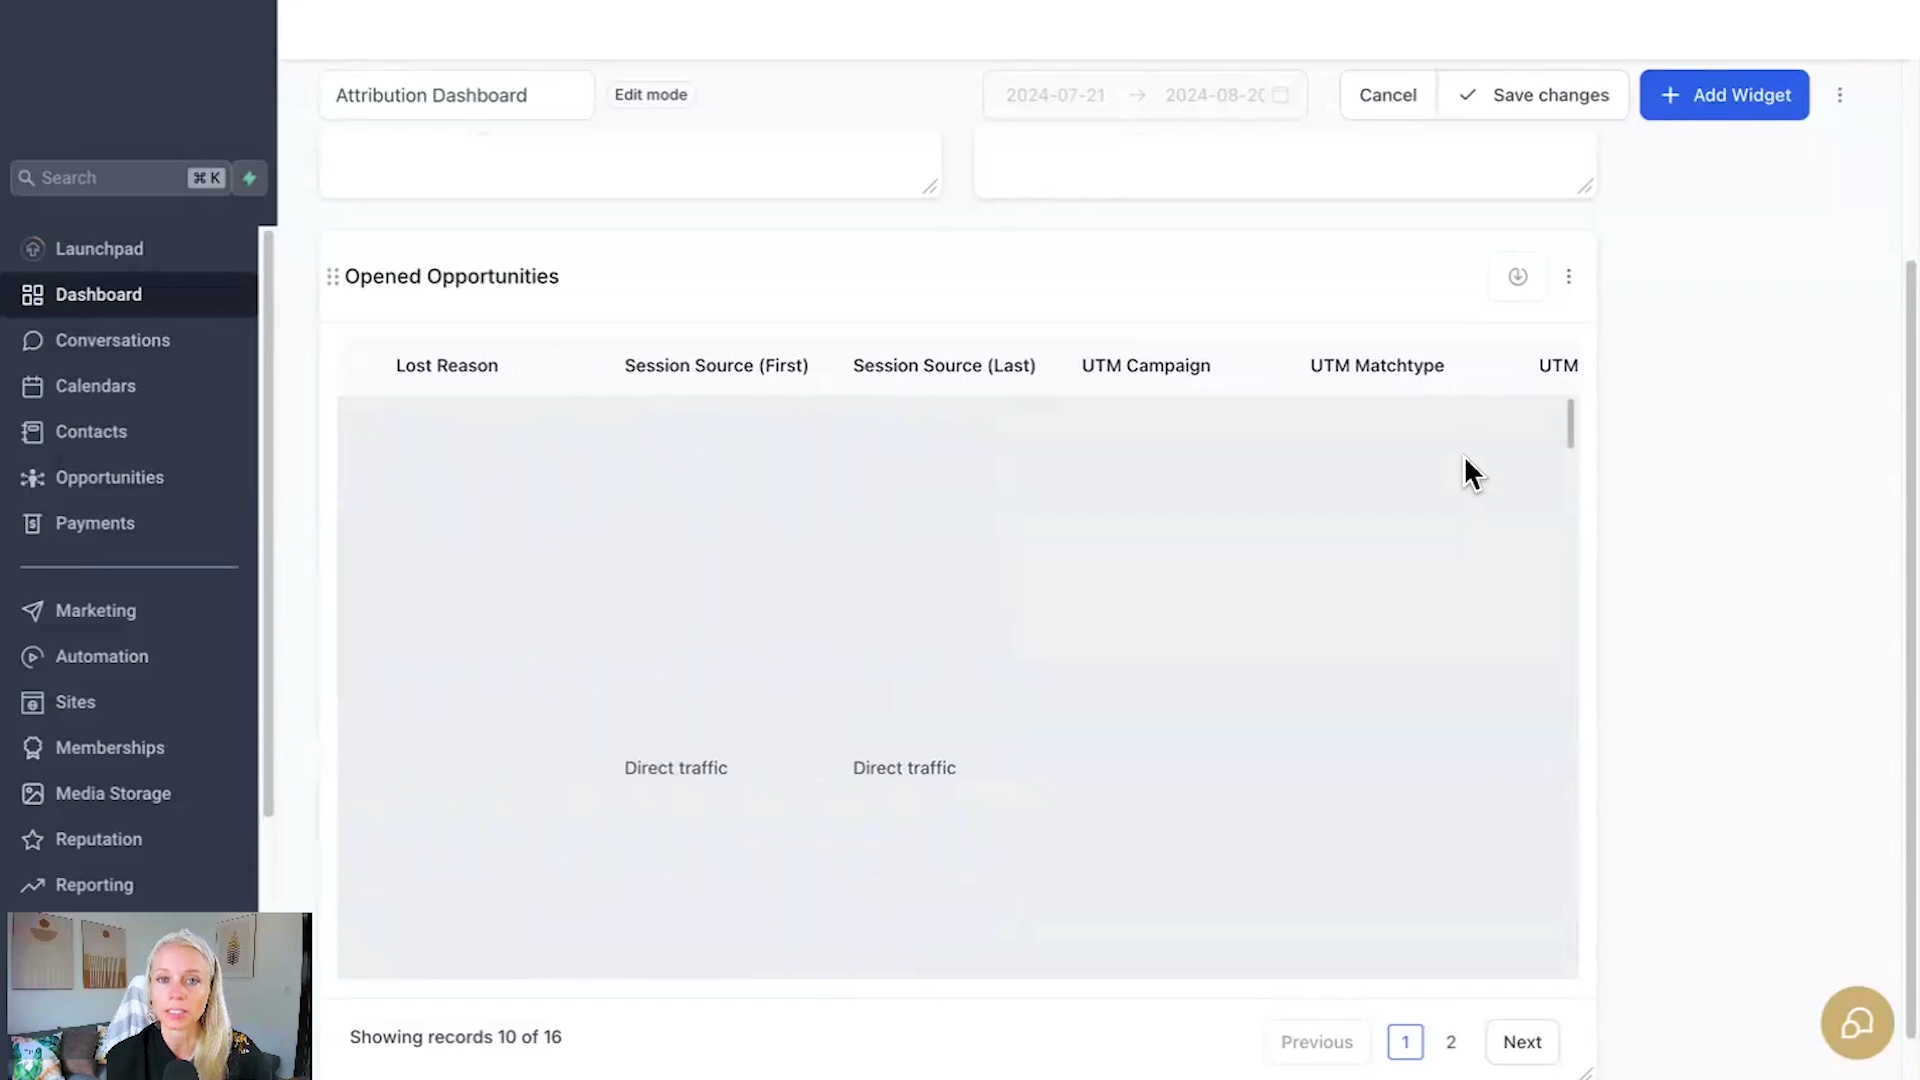 Attribution Dashboard
Edit mode
2024-07-21 → 2024-08-20
Cancel
Save changes
+ Add Widget
Search
⌘ K
Launchpad
Dashboard
Conversations
Calendars
Contacts
Opportunities
Payments
Marketing
Automation
Sites
Memberships
Media Storage
Reputation
Reporting
Opened Opportunities
Lost Reason Session Source (First) Session Source (Last) UTM Campaign UTM Matchtype UTM
Direct traffic Direct traffic
Showing records 10 of 16
Previous 1 2 Next